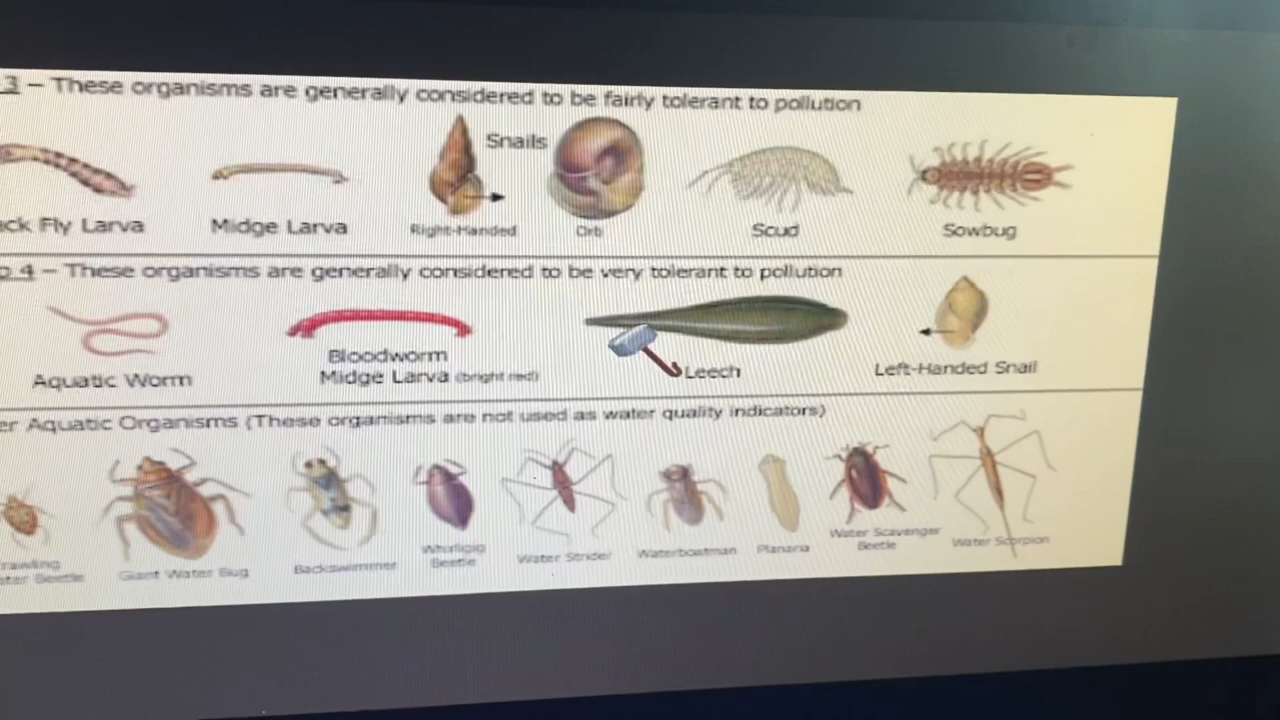 3 – These organisms are generally considered to be fairly tolerant to pollution
Snails
ck Fly Larva
Midge Larva
Right-Handed
Orb
Scud
Sowbug
p 4 – These organisms are generally considered to be very tolerant to pollution
Aquatic Worm
Bloodworm
Midge Larva (bright red)
Leech
Left-Handed Snail
er Aquatic Organisms (These organisms are not used as water quality indicators)
rawling
ater Beetle
Giant Water Bug
Backswimmer
Whirligig
Beetle
Water Strider
Waterboatman
Planaria
Water Scavenger
Beetle
Water Scorpion